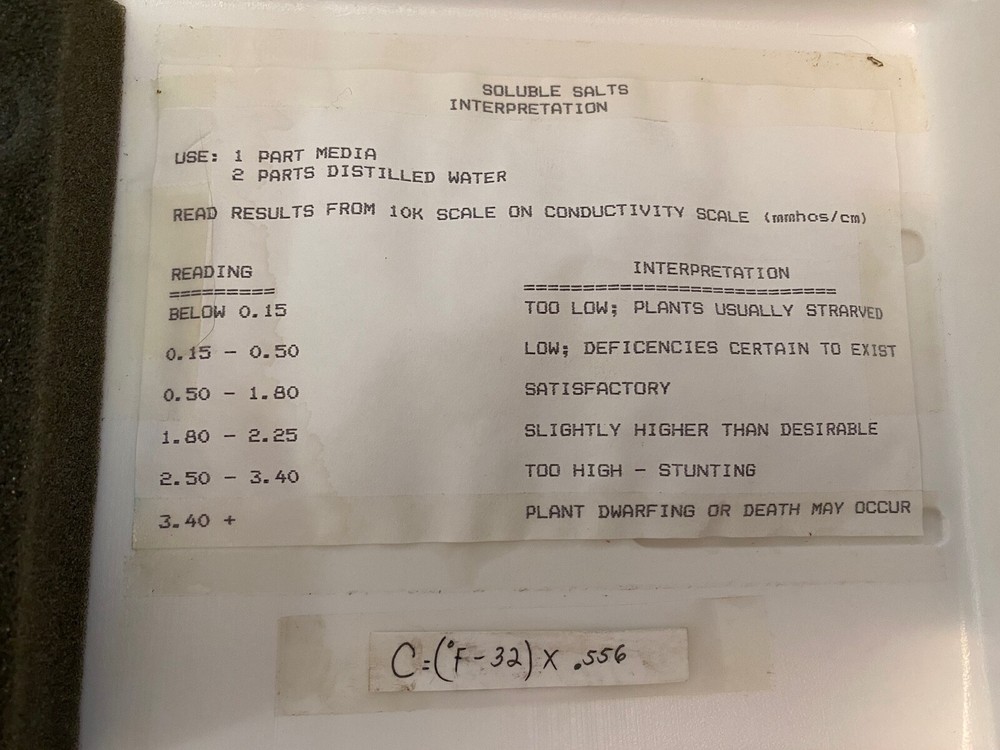 SOLUBLE SALTS
INTERPRETATION
USE: 1 PART MEDIA
2 PARTS DISTILLED WATER
READ RESULTS FROM 10K SCALE ON CONDUCTIVITY SCALE (mmhos/cm)
READING INTERPRETATION
========= ==========================
BELOW 0.15 TOO LOW; PLANTS USUALLY STRARVED
0.15 - 0.50 LOW; DEFICENCIES CERTAIN TO EXIST
0.50 - 1.80 SATISFACTORY
1.80 - 2.25 SLIGHTLY HIGHER THAN DESIRABLE
2.50 - 3.40 TOO HIGH - STUNTING
3.40 + PLANT DWARFING OR DEATH MAY OCCUR
C=(°F-32) X .556